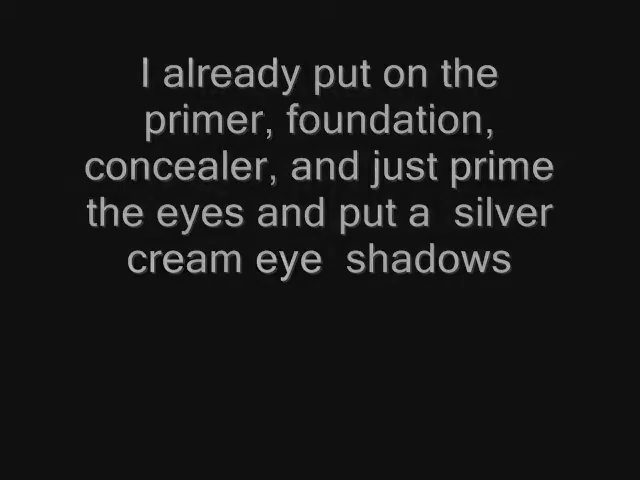 I already put on the
primer, foundation,
concealer, and just prime
the eyes and put a  silver
cream eye  shadows